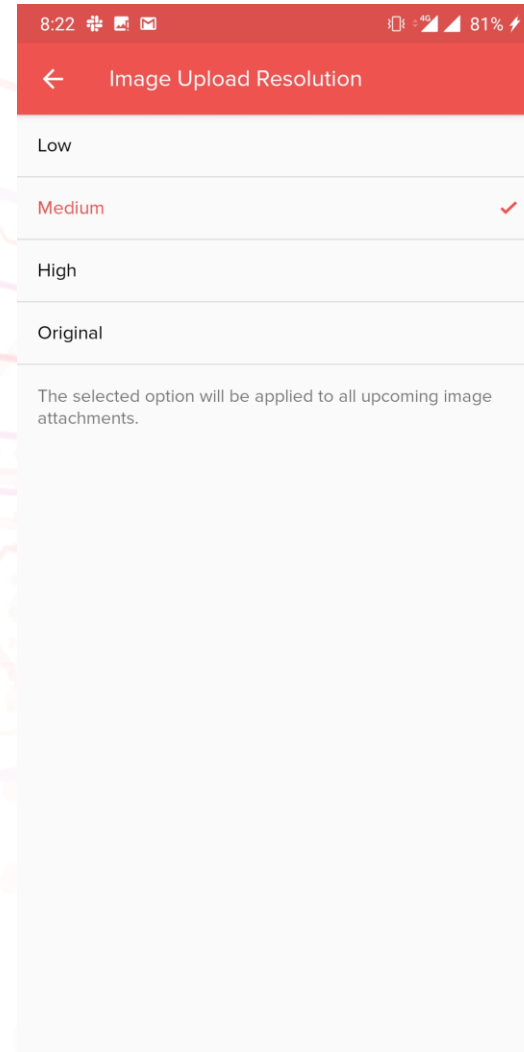 8:22 4G 81%
Image Upload Resolution
Low
Medium
High
Original
The selected option will be applied to all upcoming image
attachments.